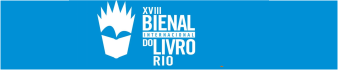 XVIII
BIENAL
INTERNACIONAL
DO LIVRO
RIO